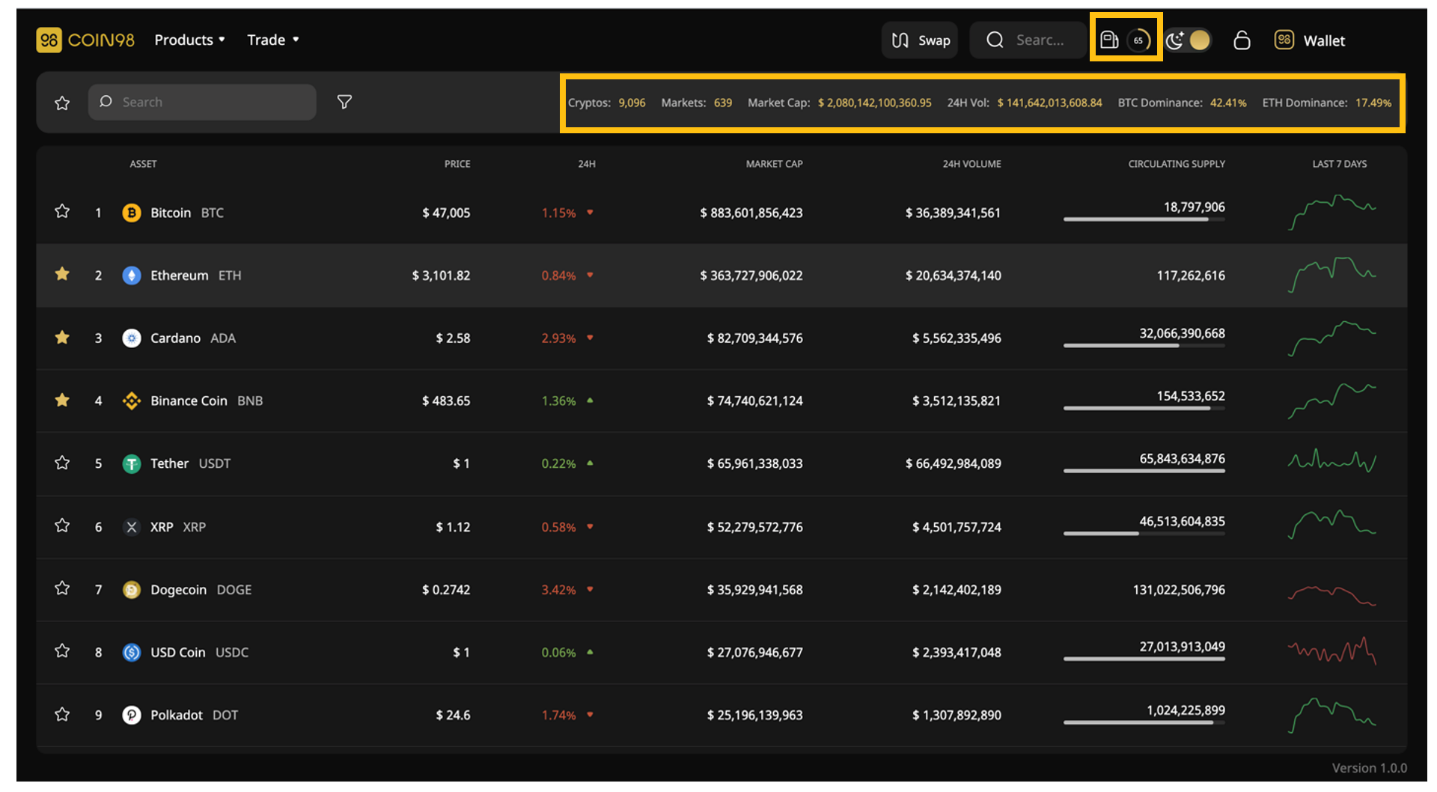 98 COIN98 Products Trade Swap Searc... 65 98 Wallet
Search Cryptos: 9,096 Markets: 639 Market Cap: $ 2,080,142,100,360.95 24H Vol: $ 141,642,013,608.84 BTC Dominance: 42.41% ETH Dominance: 17.49%
ASSET PRICE 24H MARKET CAP 24H VOLUME CIRCULATING SUPPLY LAST 7 DAYS
1 Bitcoin BTC $ 47,005 1.15% $ 883,601,856,423 $ 36,389,341,561 18,797,906
2 Ethereum ETH $ 3,101.82 0.84% $ 363,727,906,022 $ 20,634,374,140 117,262,616
3 Cardano ADA $ 2.58 2.93% $ 82,709,344,576 $ 5,562,335,496 32,066,390,668
4 Binance Coin BNB $ 483.65 1.36% $ 74,740,621,124 $ 3,512,135,821 154,533,652
5 Tether USDT $ 1 0.22% $ 65,961,338,033 $ 66,492,984,089 65,843,634,876
6 XRP XRP $ 1.12 0.58% $ 52,279,572,776 $ 4,501,757,724 46,513,604,835
7 Dogecoin DOGE $ 0.2742 3.42% $ 35,929,941,568 $ 2,142,402,189 131,022,506,796
8 USD Coin USDC $ 1 0.06% $ 27,076,946,677 $ 2,393,417,048 27,013,913,049
9 Polkadot DOT $ 24.6 1.74% $ 25,196,139,963 $ 1,307,892,890 1,024,225,899
Version 1.0.0